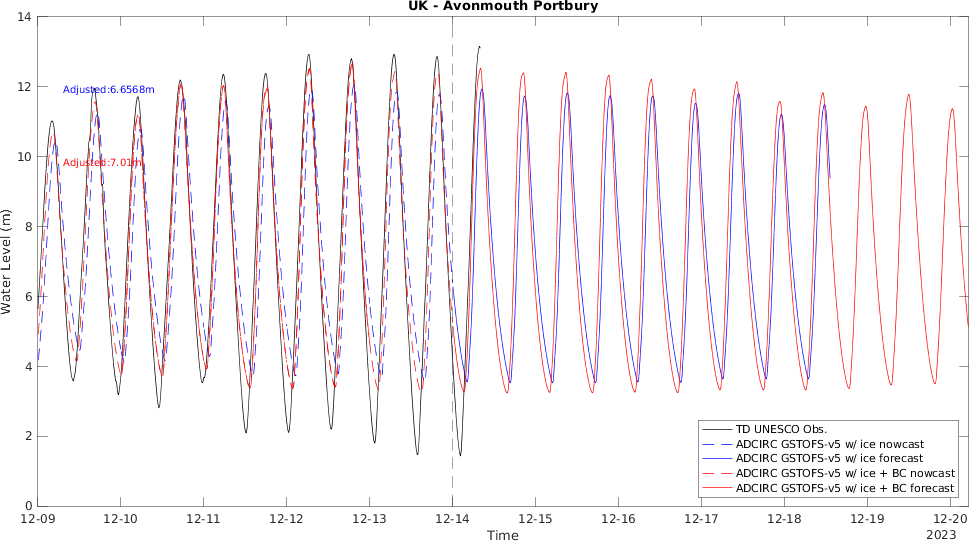 UK - Avonmouth Portbury
14
12
10
8
6
4
2
0
Water Level (m)
Adjusted:6.6568m
Adjusted:7.01m
TD UNESCO Obs.
ADCIRC GSTOFS-v5 w/ ice nowcast
ADCIRC GSTOFS-v5 w/ ice forecast
ADCIRC GSTOFS-v5 w/ ice + BC nowcast
ADCIRC GSTOFS-v5 w/ ice + BC forecast
12-09 12-10 12-11 12-12 12-13 12-14 12-15 12-16 12-17 12-18 12-19 12-20
Time 2023